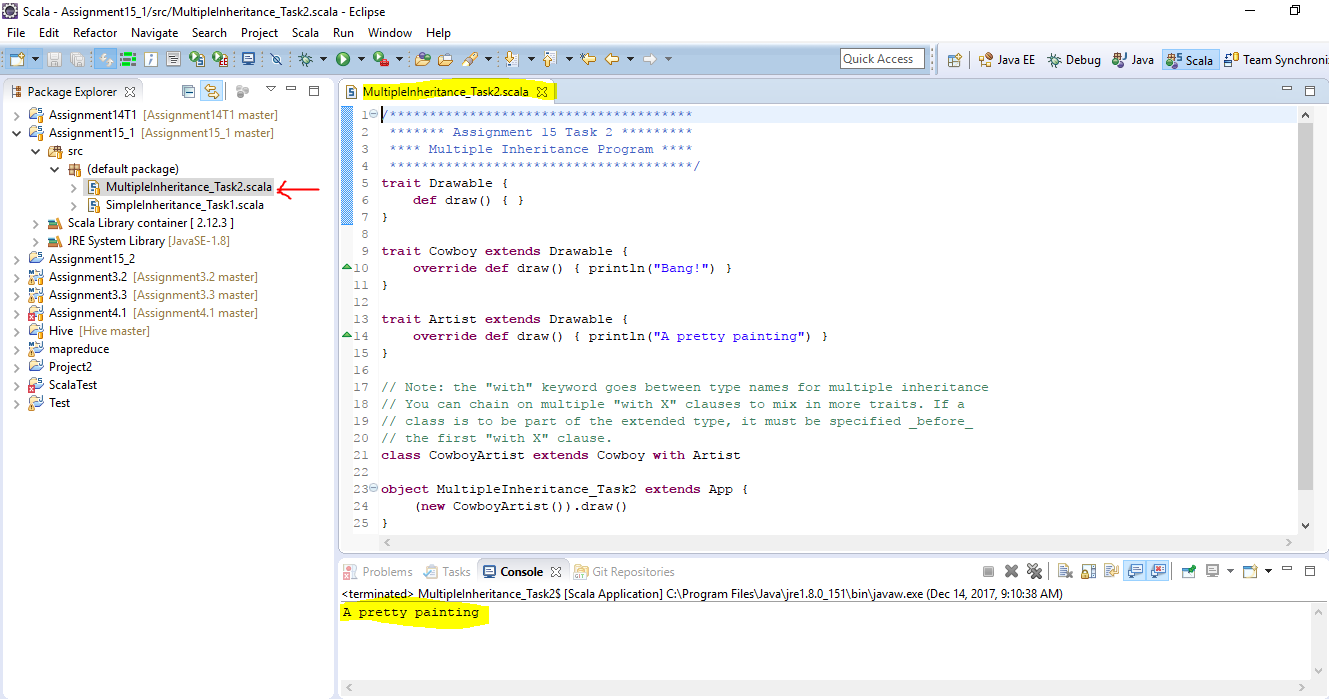 Scala - Assignment15_1/src/MultipleInheritance_Task2.scala - Eclipse
File Edit Refactor Navigate Search Project Scala Run Window Help
Quick Access
Java EE Debug Java Scala Team Synchroni
Package Explorer
Assignment14T1 [Assignment14T1 master]
Assignment15_1 [Assignment15_1 master]
src
(default package)
MultipleInheritance_Task2.scala
SimpleInheritance_Task1.scala
Scala Library container [ 2.12.3 ]
JRE System Library [JavaSE-1.8]
Assignment15_2
Assignment3.2 [Assignment3.2 master]
Assignment3.3 [Assignment3.3 master]
Assignment4.1 [Assignment4.1 master]
Hive [Hive master]
mapreduce
Project2
ScalaTest
Test
MultipleInheritance_Task2.scala
1 /**************************************
2 ******* Assignment 15 Task 2 *********
3 **** Multiple Inheritance Program ****
4 **************************************/
5 trait Drawable {
6 def draw() { }
7 }
8
9 trait Cowboy extends Drawable {
10 override def draw() { println("Bang!") }
11 }
12
13 trait Artist extends Drawable {
14 override def draw() { println("A pretty painting") }
15 }
16
17 // Note: the "with" keyword goes between type names for multiple inheritance
18 // You can chain on multiple "with X" clauses to mix in more traits. If a
19 // class is to be part of the extended type, it must be specified _before_
20 // the first "with X" clause.
21 class CowboyArtist extends Cowboy with Artist
22
23 object MultipleInheritance_Task2 extends App {
24 (new CowboyArtist()).draw()
25 }
Problems Tasks Console Git Repositories
<terminated> MultipleInheritance_Task2$ [Scala Application] C:\Program Files\Java\jre1.8.0_151\bin\javaw.exe (Dec 14, 2017, 9:10:38 AM)
A pretty painting